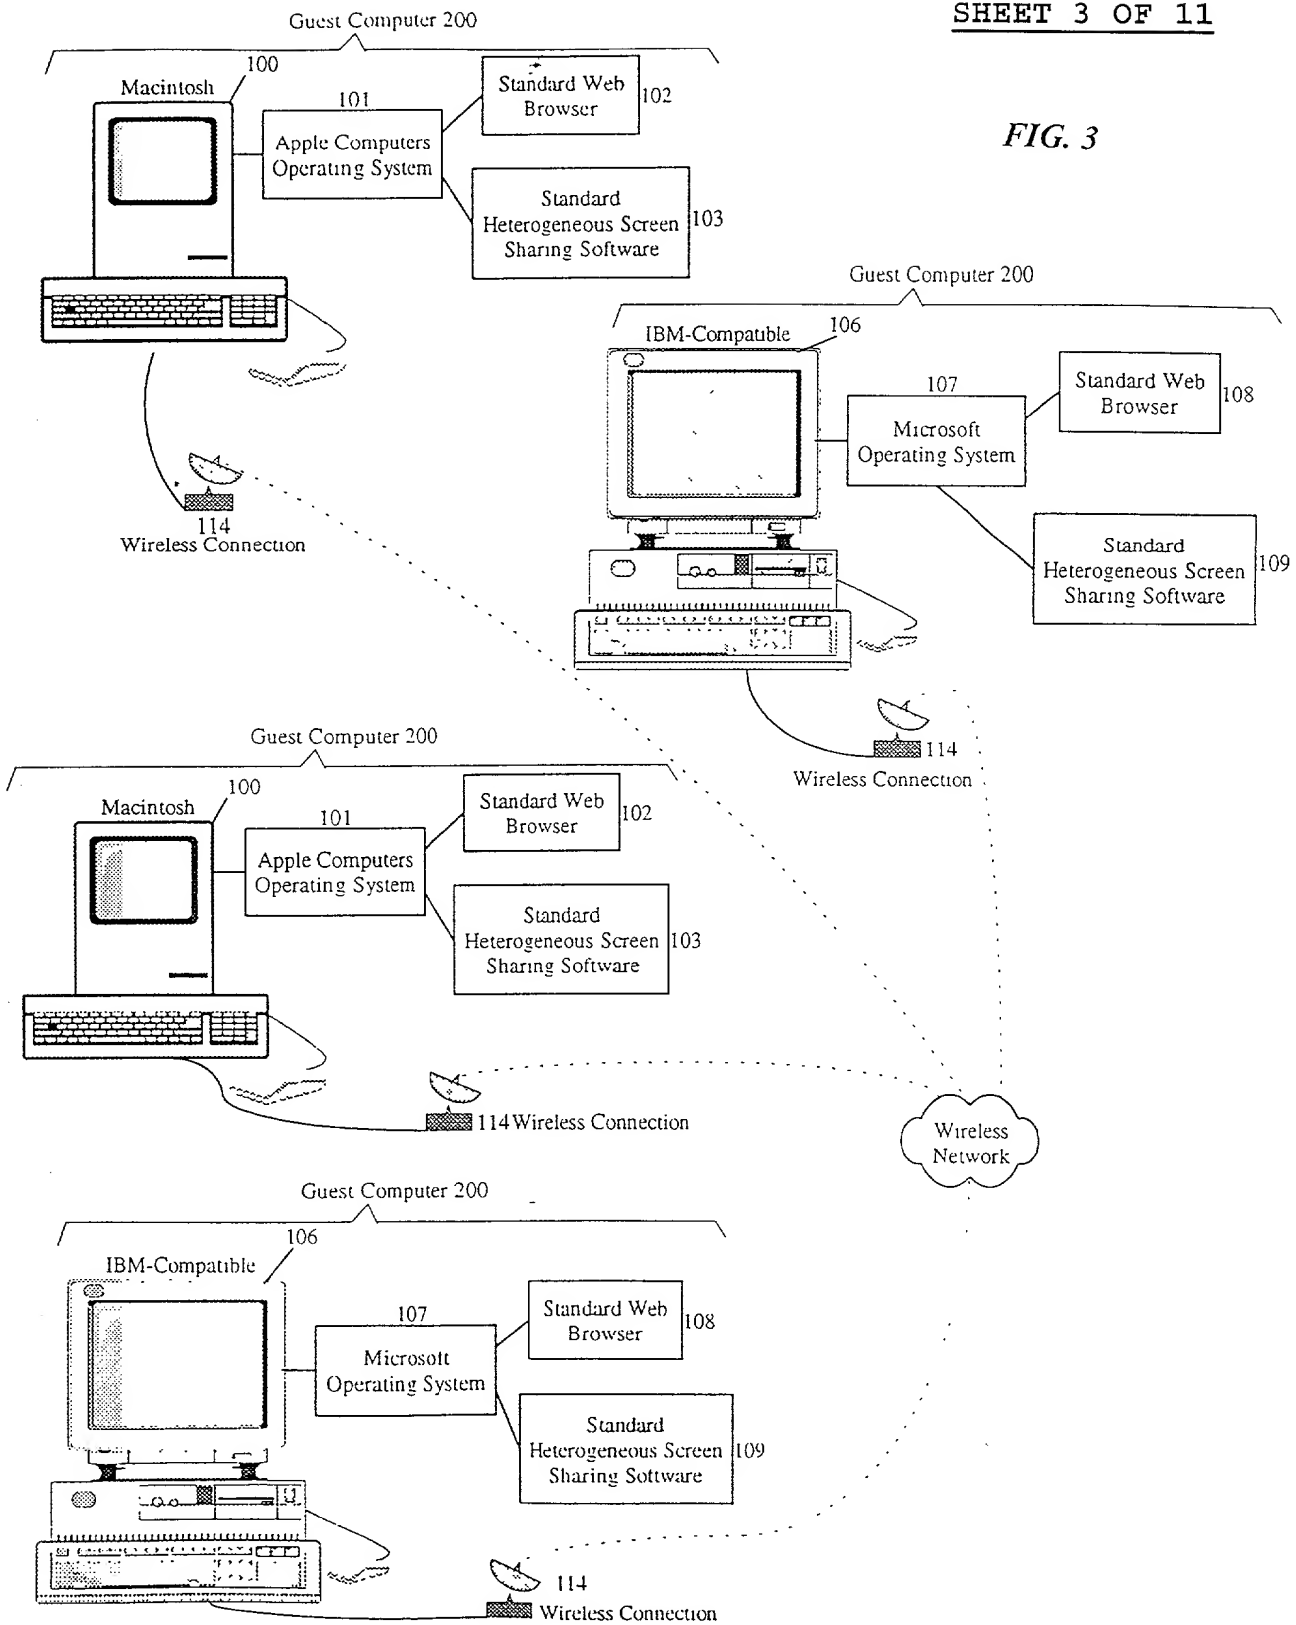 SHEET 3 OF 11
FIG. 3
Guest Computer 200
Macintosh
100
101
Apple Computers
Operating System
Standard Web
Browser
102
Standard
Heterogeneous Screen
Sharing Software
103
114
Wireless Connection
Guest Computer 200
IBM-Compatible
106
107
Microsoft
Operating System
Standard Web
Browser
108
Standard
Heterogeneous Screen
Sharing Software
109
114
Wireless Connection
Guest Computer 200
Macintosh
100
101
Apple Computers
Operating System
Standard Web
Browser
102
Standard
Heterogeneous Screen
Sharing Software
103
114 Wireless Connection
Wireless
Network
Guest Computer 200
IBM-Compatible
106
107
Microsoft
Operating System
Standard Web
Browser
108
Standard
Heterogeneous Screen
Sharing Software
109
114
Wireless Connection